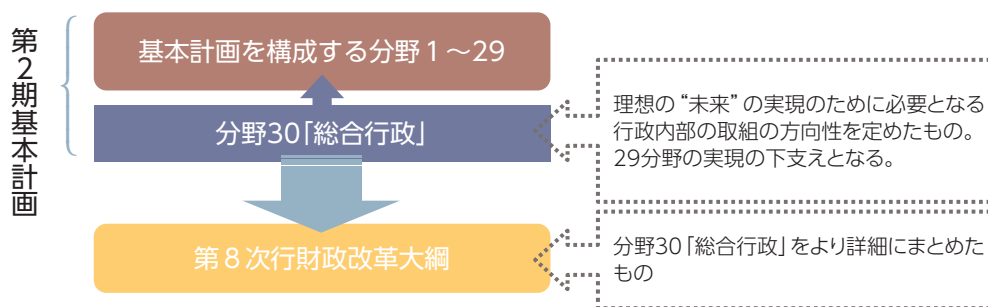 第2期基本計画
基本計画を構成する分野1～29
分野30「総合行政」
第8次行財政改革大綱
理想の“未来”の実現のために必要となる
行政内部の取組の方向性を定めたもの。
29分野の実現の下支えとなる。
分野30「総合行政」をより詳細にまとめた
もの